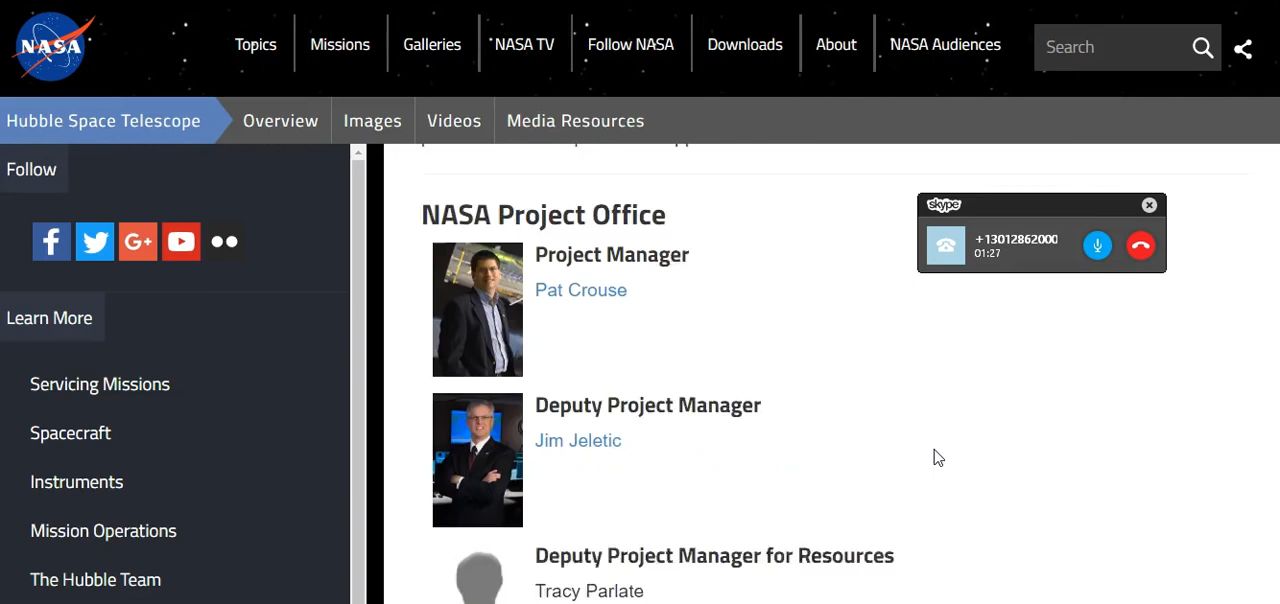 NASA
Topics
Missions
Galleries
NASA TV
Follow NASA
Downloads
About
NASA Audiences
Search
Hubble Space Telescope
Overview
Images
Videos
Media Resources
Follow
f
G+
Learn More
Servicing Missions
Spacecraft
Instruments
Mission Operations
The Hubble Team
NASA Project Office
Project Manager
Pat Crouse
Deputy Project Manager
Jim Jeletic
Deputy Project Manager for Resources
Tracy Parlate
skype
+13012862000
01:27